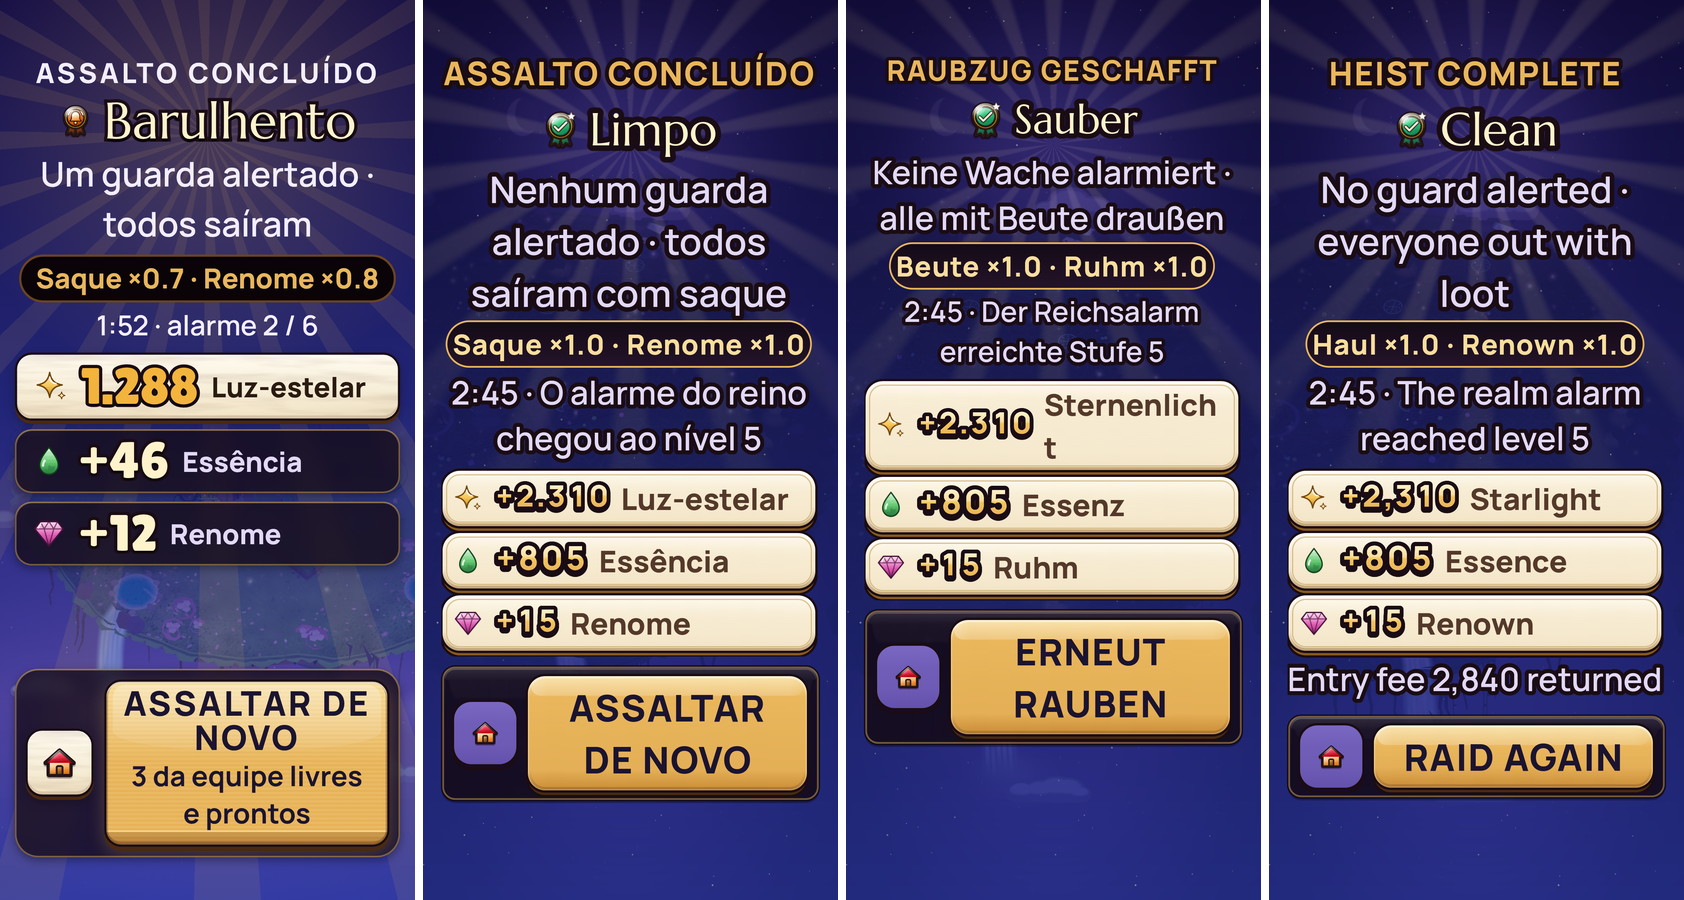 ASSALTO CONCLUÍDO
Barulhento
Um guarda alertado ·
todos saíram
Saque ×0.7 · Renome ×0.8
1:52 · alarme 2 / 6
1.288 Luz-estelar
+46 Essência
+12 Renome
ASSALTAR DE
NOVO
3 da equipe livres
e prontos
ASSALTO CONCLUÍDO
Limpo
Nenhum guarda
alertado · todos
saíram com saque
Saque ×1.0 · Renome ×1.0
2:45 · O alarme do reino
chegou ao nível 5
+2.310 Luz-estelar
+805 Essência
+15 Renome
ASSALTAR
DE NOVO
RAUBZUG GESCHAFFT
Sauber
Keine Wache alarmiert ·
alle mit Beute draußen
Beute ×1.0 · Ruhm ×1.0
2:45 · Der Reichsalarm
erreichte Stufe 5
+2.310 Sternenlich
t
+805 Essenz
+15 Ruhm
ERNEUT
RAUBEN
HEIST COMPLETE
Clean
No guard alerted ·
everyone out with
loot
Haul ×1.0 · Renown ×1.0
2:45 · The realm alarm
reached level 5
+2,310 Starlight
+805 Essence
+15 Renown
Entry fee 2,840 returned
RAID AGAIN